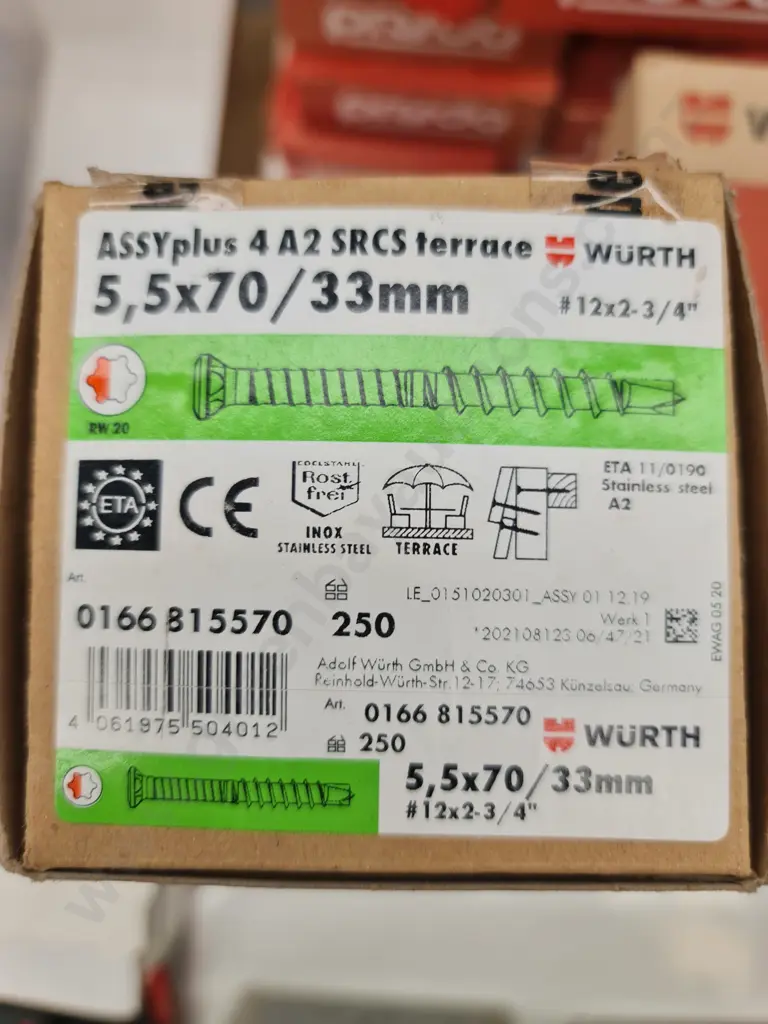 ASSYplus 4 A2 SRCS terrace WÜRTH
5,5x70/33mm
#12x2-3/4"
RW 20
ETA
CE
EDELSTAHL
Rost
frei
INOX
STAINLESS STEEL
TERRACE
ETA 11/0190
Stainless steel
A2
Art.
0166 815570
250
LE_0151020301_ASSY 01 12.19
Werk 1
*202108123 06/47/21
EWAG 05 20
Adolf Würth GmbH & Co. KG
Reinhold-Würth-Str. 12-17; 74653 Künzelsau, Germany
4 061975 504012
Art. 0166 815570
250
WÜRTH
5,5x70/33mm
#12x2-3/4"